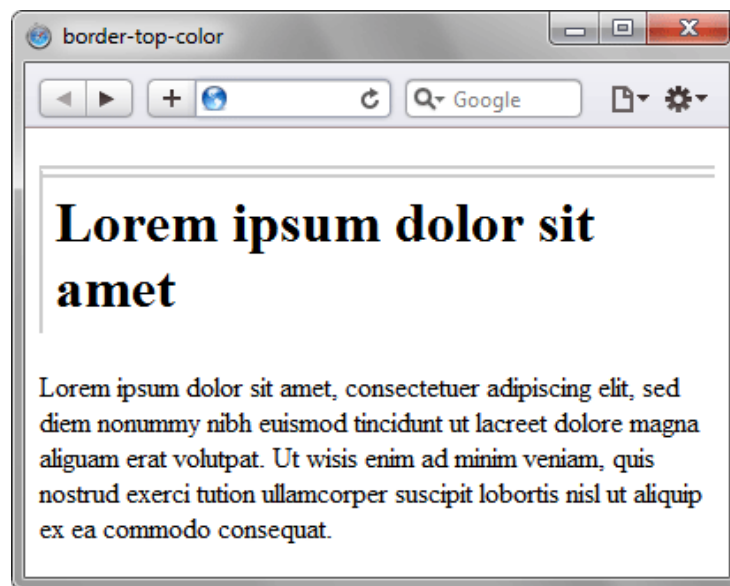 border-top-color
Google
Lorem ipsum dolor sit
amet
Lorem ipsum dolor sit amet, consectetuer adipiscing elit, sed
diem nonummy nibh euismod tincidunt ut lacreet dolore magna
aliguam erat volutpat. Ut wisis enim ad minim veniam, quis
nostrud exerci tution ullamcorper suscipit lobortis nisl ut aliquip
ex ea commodo consequat.